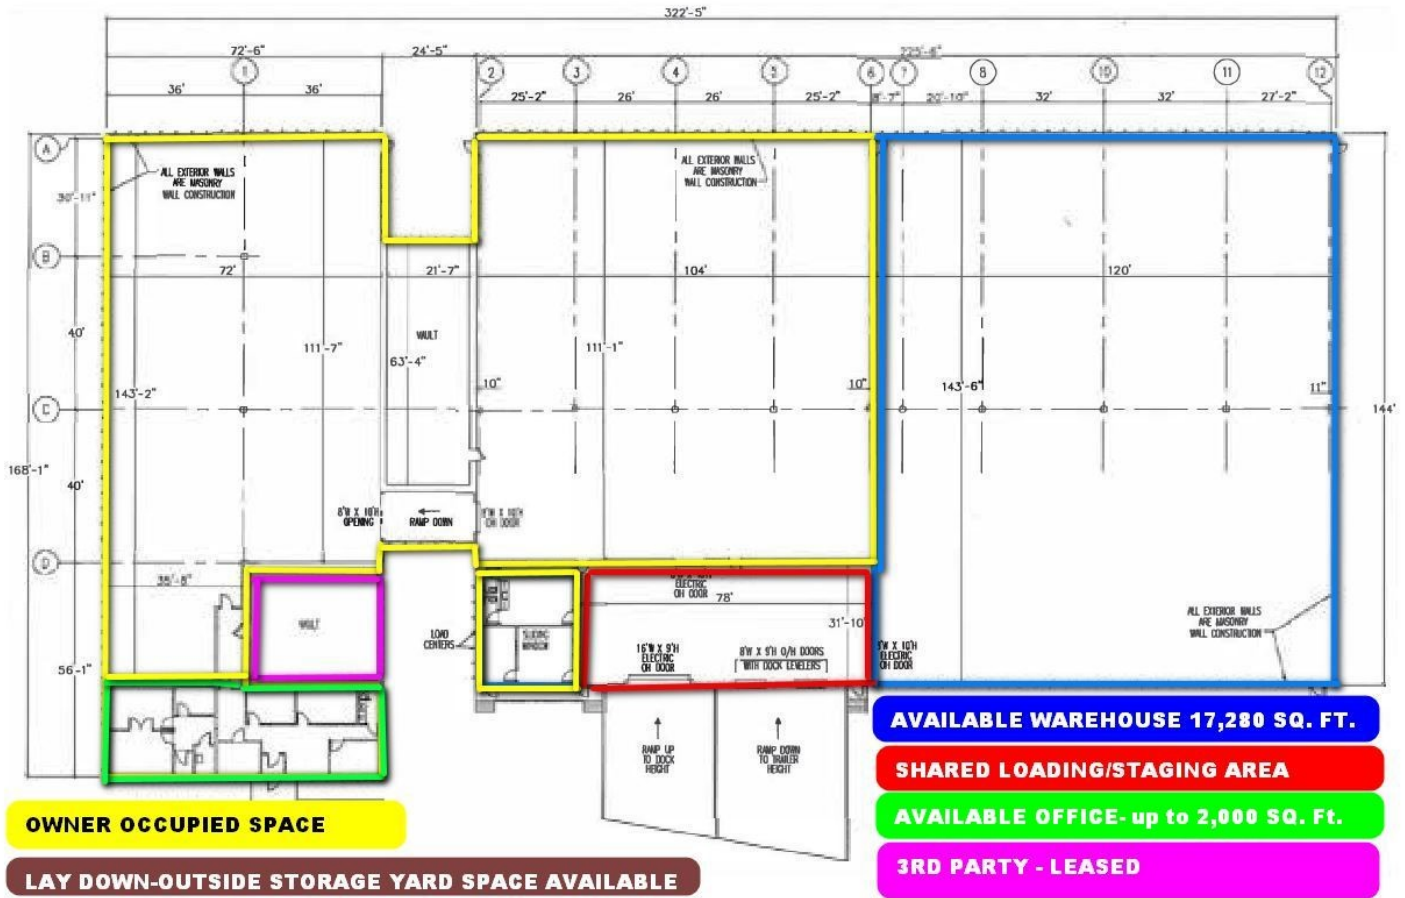 322'-5"
72'-6"
24'-5"
225'-6"
1
2
3
4
5
6
7
8
10
11
12
36'
36'
25'-2"
26'
26'
25'-2"
8'-7"
20'-10"
32'
32'
27'-2"
A
ALL EXTERIOR WALLS
ARE MASONRY
WALL CONSTRUCTION
ALL EXTERIOR WALLS
ARE MASONRY
WALL CONSTRUCTION
30'-11"
B
72'
21'-7"
104'
120'
40'
VAULT
111'-7"
63'-4"
111'-1"
143'-2"
10"
10"
143'-6"
11"
C
144'
168'-1"
40'
8'W X 10'H
OPENING
RAMP DOWN
OH DOOR
D
35'-8"
ELECTRIC
OH DOOR
78'
VAULT
31'-10"
LOAD
CENTERS
SLIDING
WINDOW
16'W X 9'H
ELECTRIC
OH DOOR
8'W X 9'H O/H DOORS
WITH DOCK LEVELERS
ELECTRIC
OH DOOR
ALL EXTERIOR WALLS
ARE MASONRY
WALL CONSTRUCTION
56'-1"
RAMP UP
TO DOCK
HEIGHT
RAMP DOWN
TO TRAILER
HEIGHT
AVAILABLE WAREHOUSE 17,280 SQ. FT.
SHARED LOADING/STAGING AREA
AVAILABLE OFFICE- up to 2,000 SQ. Ft.
3RD PARTY - LEASED
OWNER OCCUPIED SPACE
LAY DOWN-OUTSIDE STORAGE YARD SPACE AVAILABLE